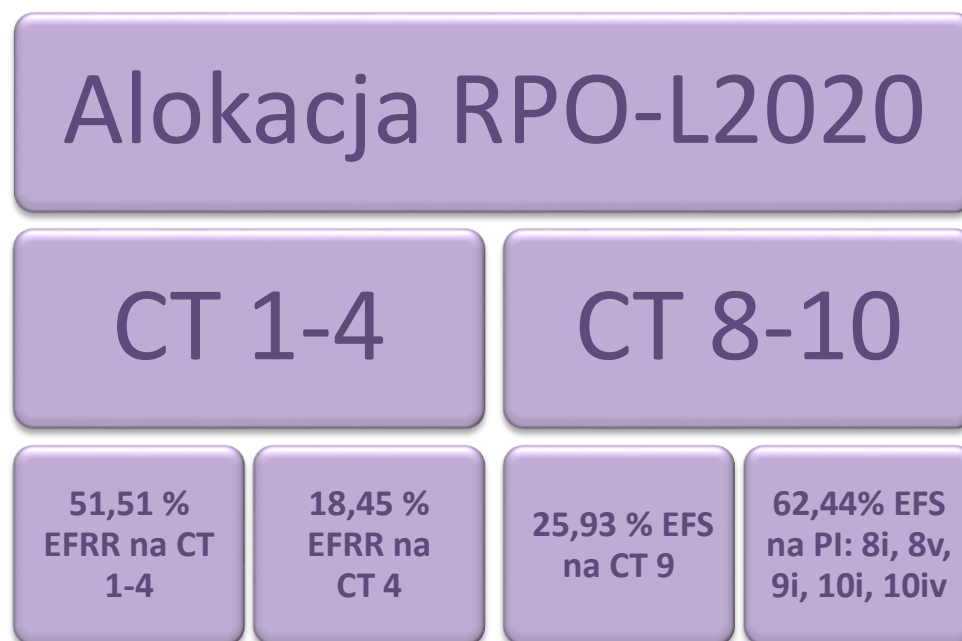 Alokacja RPO-L2020
CT 1-4
CT 8-10
51,51 %
EFRR na CT
1-4
18,45 %
EFRR na
CT 4
25,93 % EFS
na CT 9
62,44% EFS
na PI: 8i, 8v,
9i, 10i, 10iv